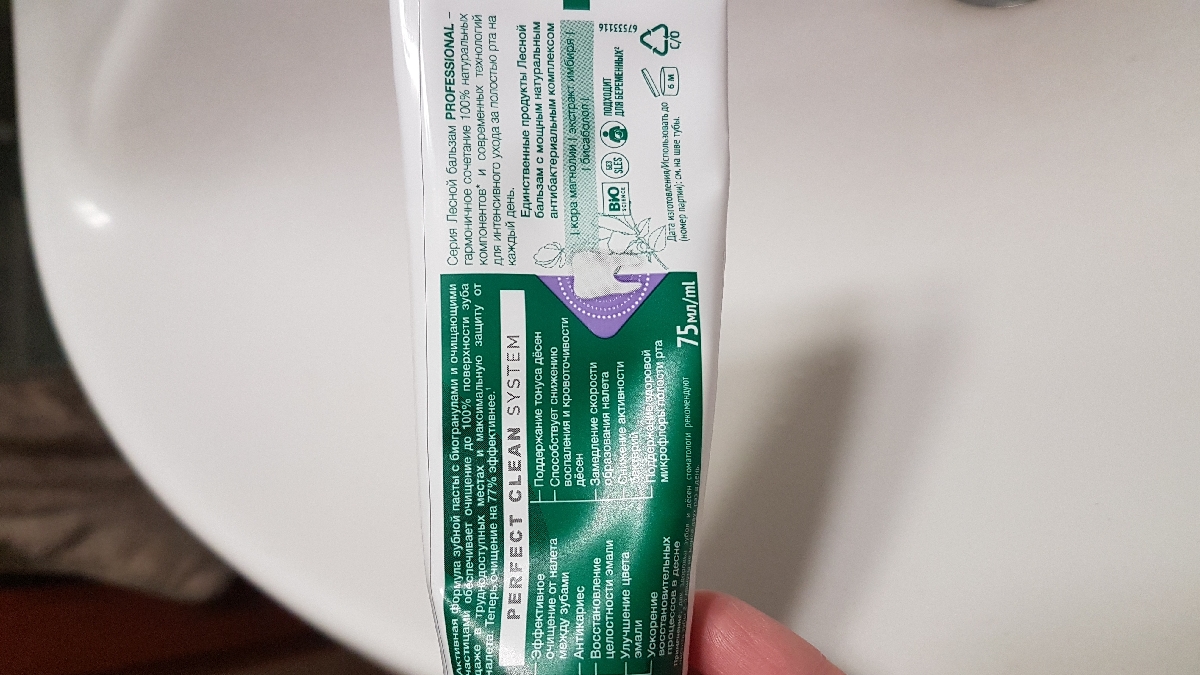 Активная формула зубной пасты с биогранулами и очищающими
частицами обеспечивает очищение до 100% поверхности зуба
даже в труднодоступных местах и максимальную защиту от
налета. Теперь очищение на 77% эффективнее.¹
PERFECT CLEAN SYSTEM
Эффективное
очищение от налета
между зубами
Антикариес
Восстановление
целостности эмали
Улучшение цвета
эмали
Ускорение
восстановительных
процессов в десне
Поддержание тонуса дёсен
Способствует снижению
воспаления и кровоточивости
дёсен
Замедление скорости
образования налета
Снижение активности
бактерий
Поддержание здоровой
микрофлоры полости рта
стоматологи рекомендуют
75мл/ml
Серия Лесной бальзам PROFESSIONAL –
гармоничное сочетание 100% натуральных
компонентов* и современных технологий
для интенсивного ухода за полостью рта на
каждый день.
Единственные продукты Лесной
бальзам с мощным натуральным
антибактериальным комплексом
| кора магнолии | экстракт имбиря |
| бисаболол |
BIO
SCIENCE
БЕЗ
SLES
ПОДХОДИТ
ДЛЯ БЕРЕМЕННЫХ²
67533116
Дата изготовления/Использовать до
(номер партии): см. на шве тубы.
6 M
C/O